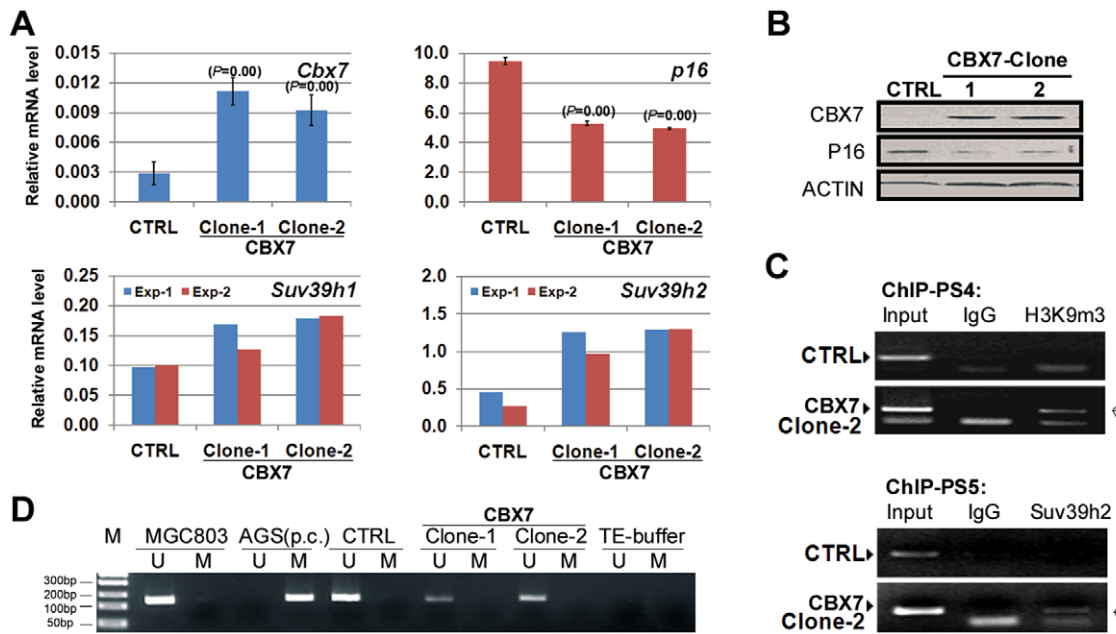 A
Relative mRNA level
0.015
0.012
0.009
0.006
0.003
0.000
Cbx7
(P=0.00)
(P=0.00)
CTRL Clone-1 Clone-2
CBX7
10.0
8.0
6.0
4.0
2.0
0.0
p16
(P=0.00) (P=0.00)
CTRL Clone-1 Clone-2
CBX7
Relative mRNA level
0.25
0.20
0.15
0.10
0.05
0.00
Exp-1 Exp-2 Suv39h1
CTRL Clone-1 Clone-2
CBX7
2.0
1.5
1.0
0.5
0.0
Exp-1 Exp-2 Suv39h2
CTRL Clone-1 Clone-2
CBX7
B
CBX7-Clone
CTRL 1 2
CBX7
P16
ACTIN
C
ChIP-PS4:
Input IgG H3K9m3
CTRL
CBX7
Clone-2
ChIP-PS5:
Input IgG Suv39h2
CTRL
CBX7
Clone-2
D
CBX7
M MGC803 AGS(p.c.) CTRL Clone-1 Clone-2 TE-buffer
U M U M U M U M U M U M
300bp
200bp
100bp
50bp